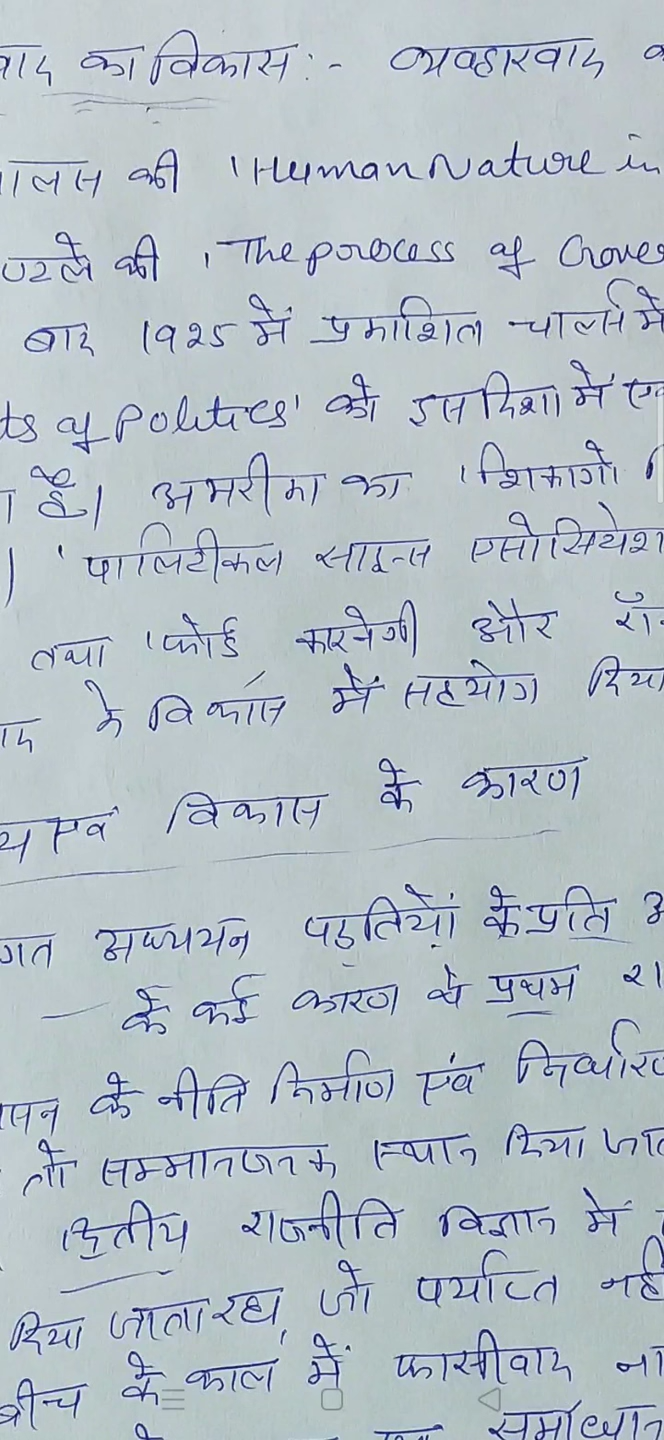 वाद का विकास :- व्यवहारवाद क
ालस की 'Human Nature in
ण्टले की 'The process of Gover
बाद 1925 में प्रकाशित चार्ल्स मे
ts of Politics' को इस दिशा में ए
ा है। अमरीका का 'शिकागो
। 'पालिटीकल साइन्स एसोसियेश
तथा 'फोर्ड कारनेगी और रॉ
ाद के विकास में सहयोग दिया
य एवं विकास के कारण
गत अध्ययन पद्धतियों के प्रति अ
के कई कारण थे प्रथम रा
ासन के नीति निर्माण एवं निर्धार
तो सम्मानजनक स्थान दिया जात
द्वितीय राजनीति विज्ञान में
दिया जाता रहा, जो पर्याप्त नही
बीच के काल में फासीवाद ना
समाधान